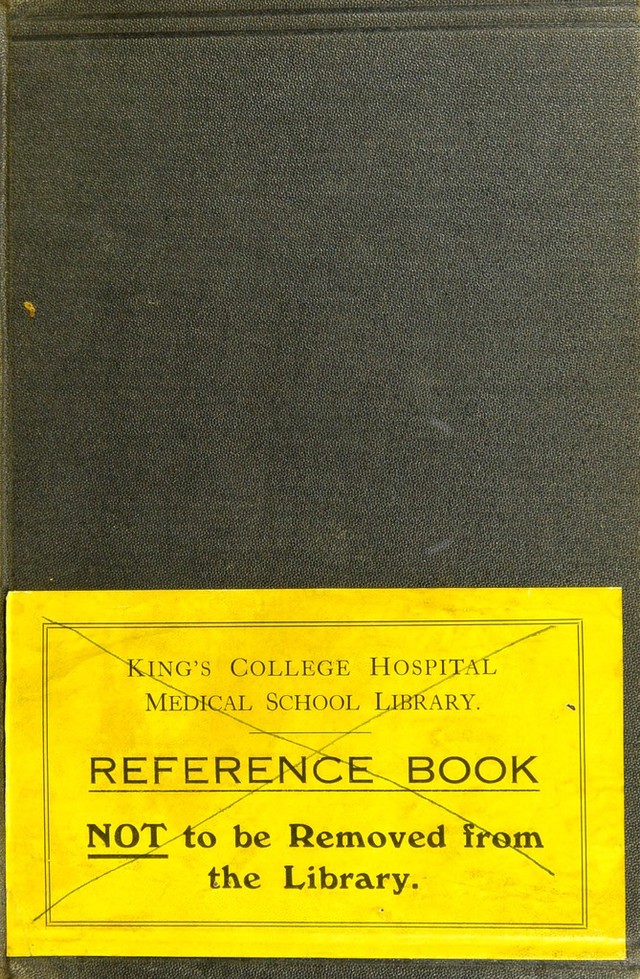 KING'S COLLEGE HOSPITAL
MEDICAL SCHOOL LIBRARY.
REFERENCE BOOK
NOT to be Removed from
the Library.